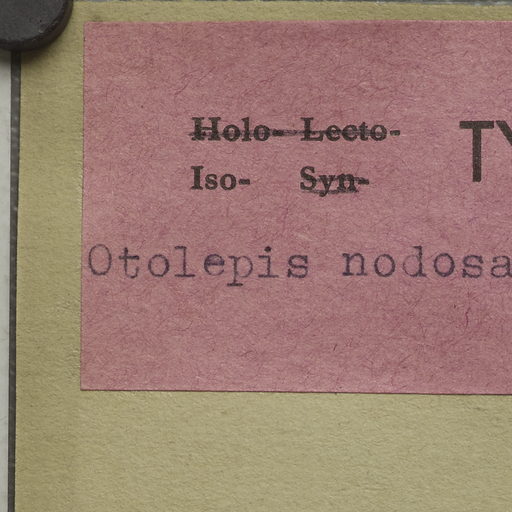 Holo- Lecto- TY
Iso- Syn-
Otolepis nodosa